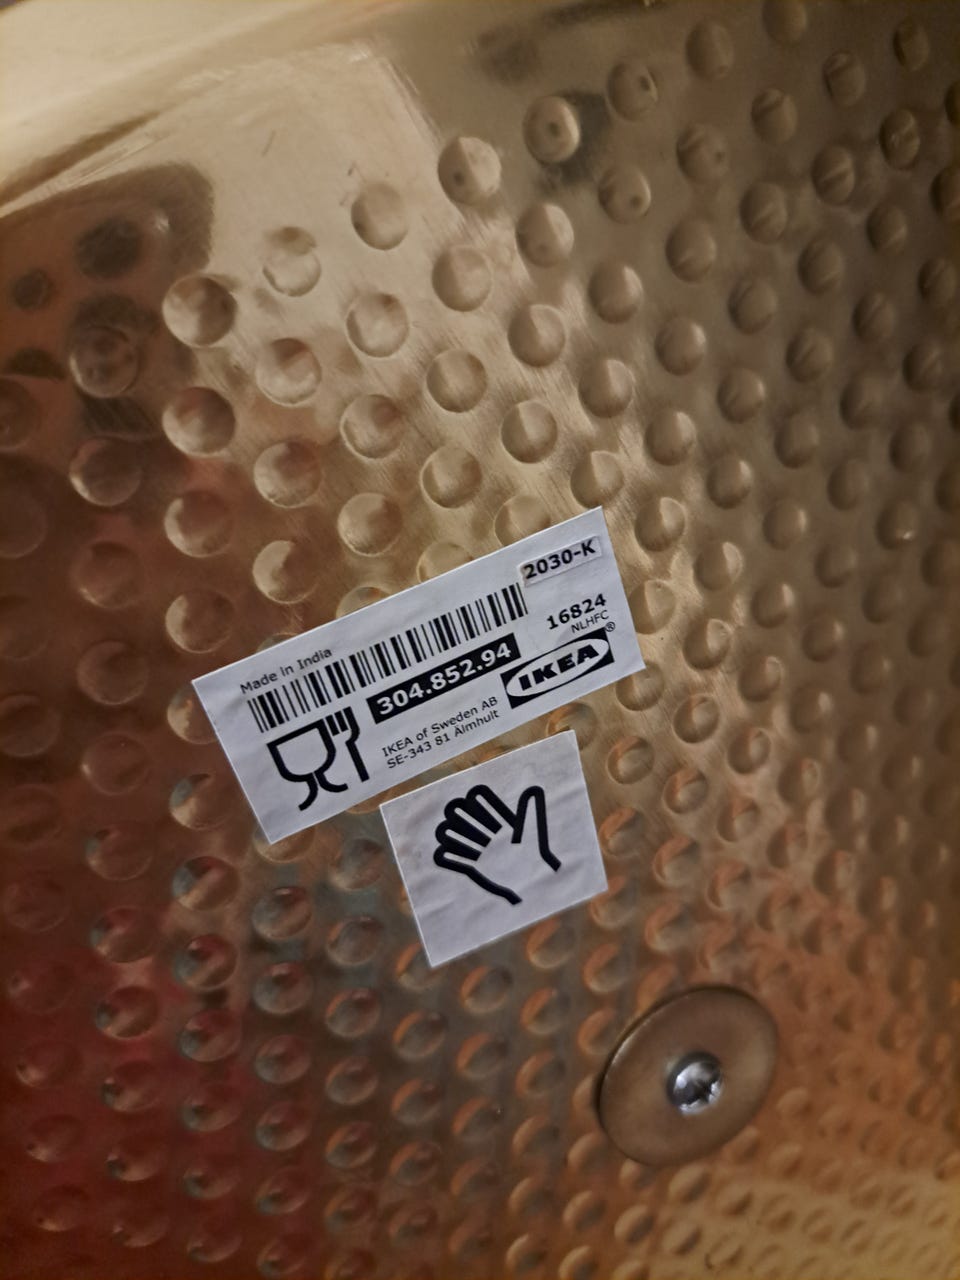 2030-K
Made in India
16824
NLHFC
304.852.94
IKEA®
IKEA of Sweden AB
SE-343 81 Älmhult